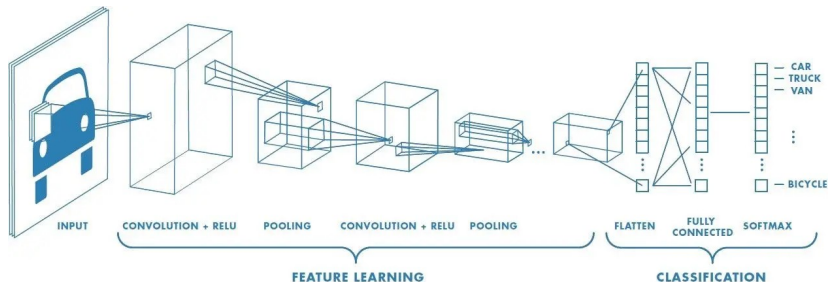 CAR
TRUCK
VAN
BICYCLE
INPUT
CONVOLUTION + RELU
POOLING
CONVOLUTION + RELU
POOLING
FLATTEN
FULLY
CONNECTED
SOFTMAX
FEATURE LEARNING
CLASSIFICATION